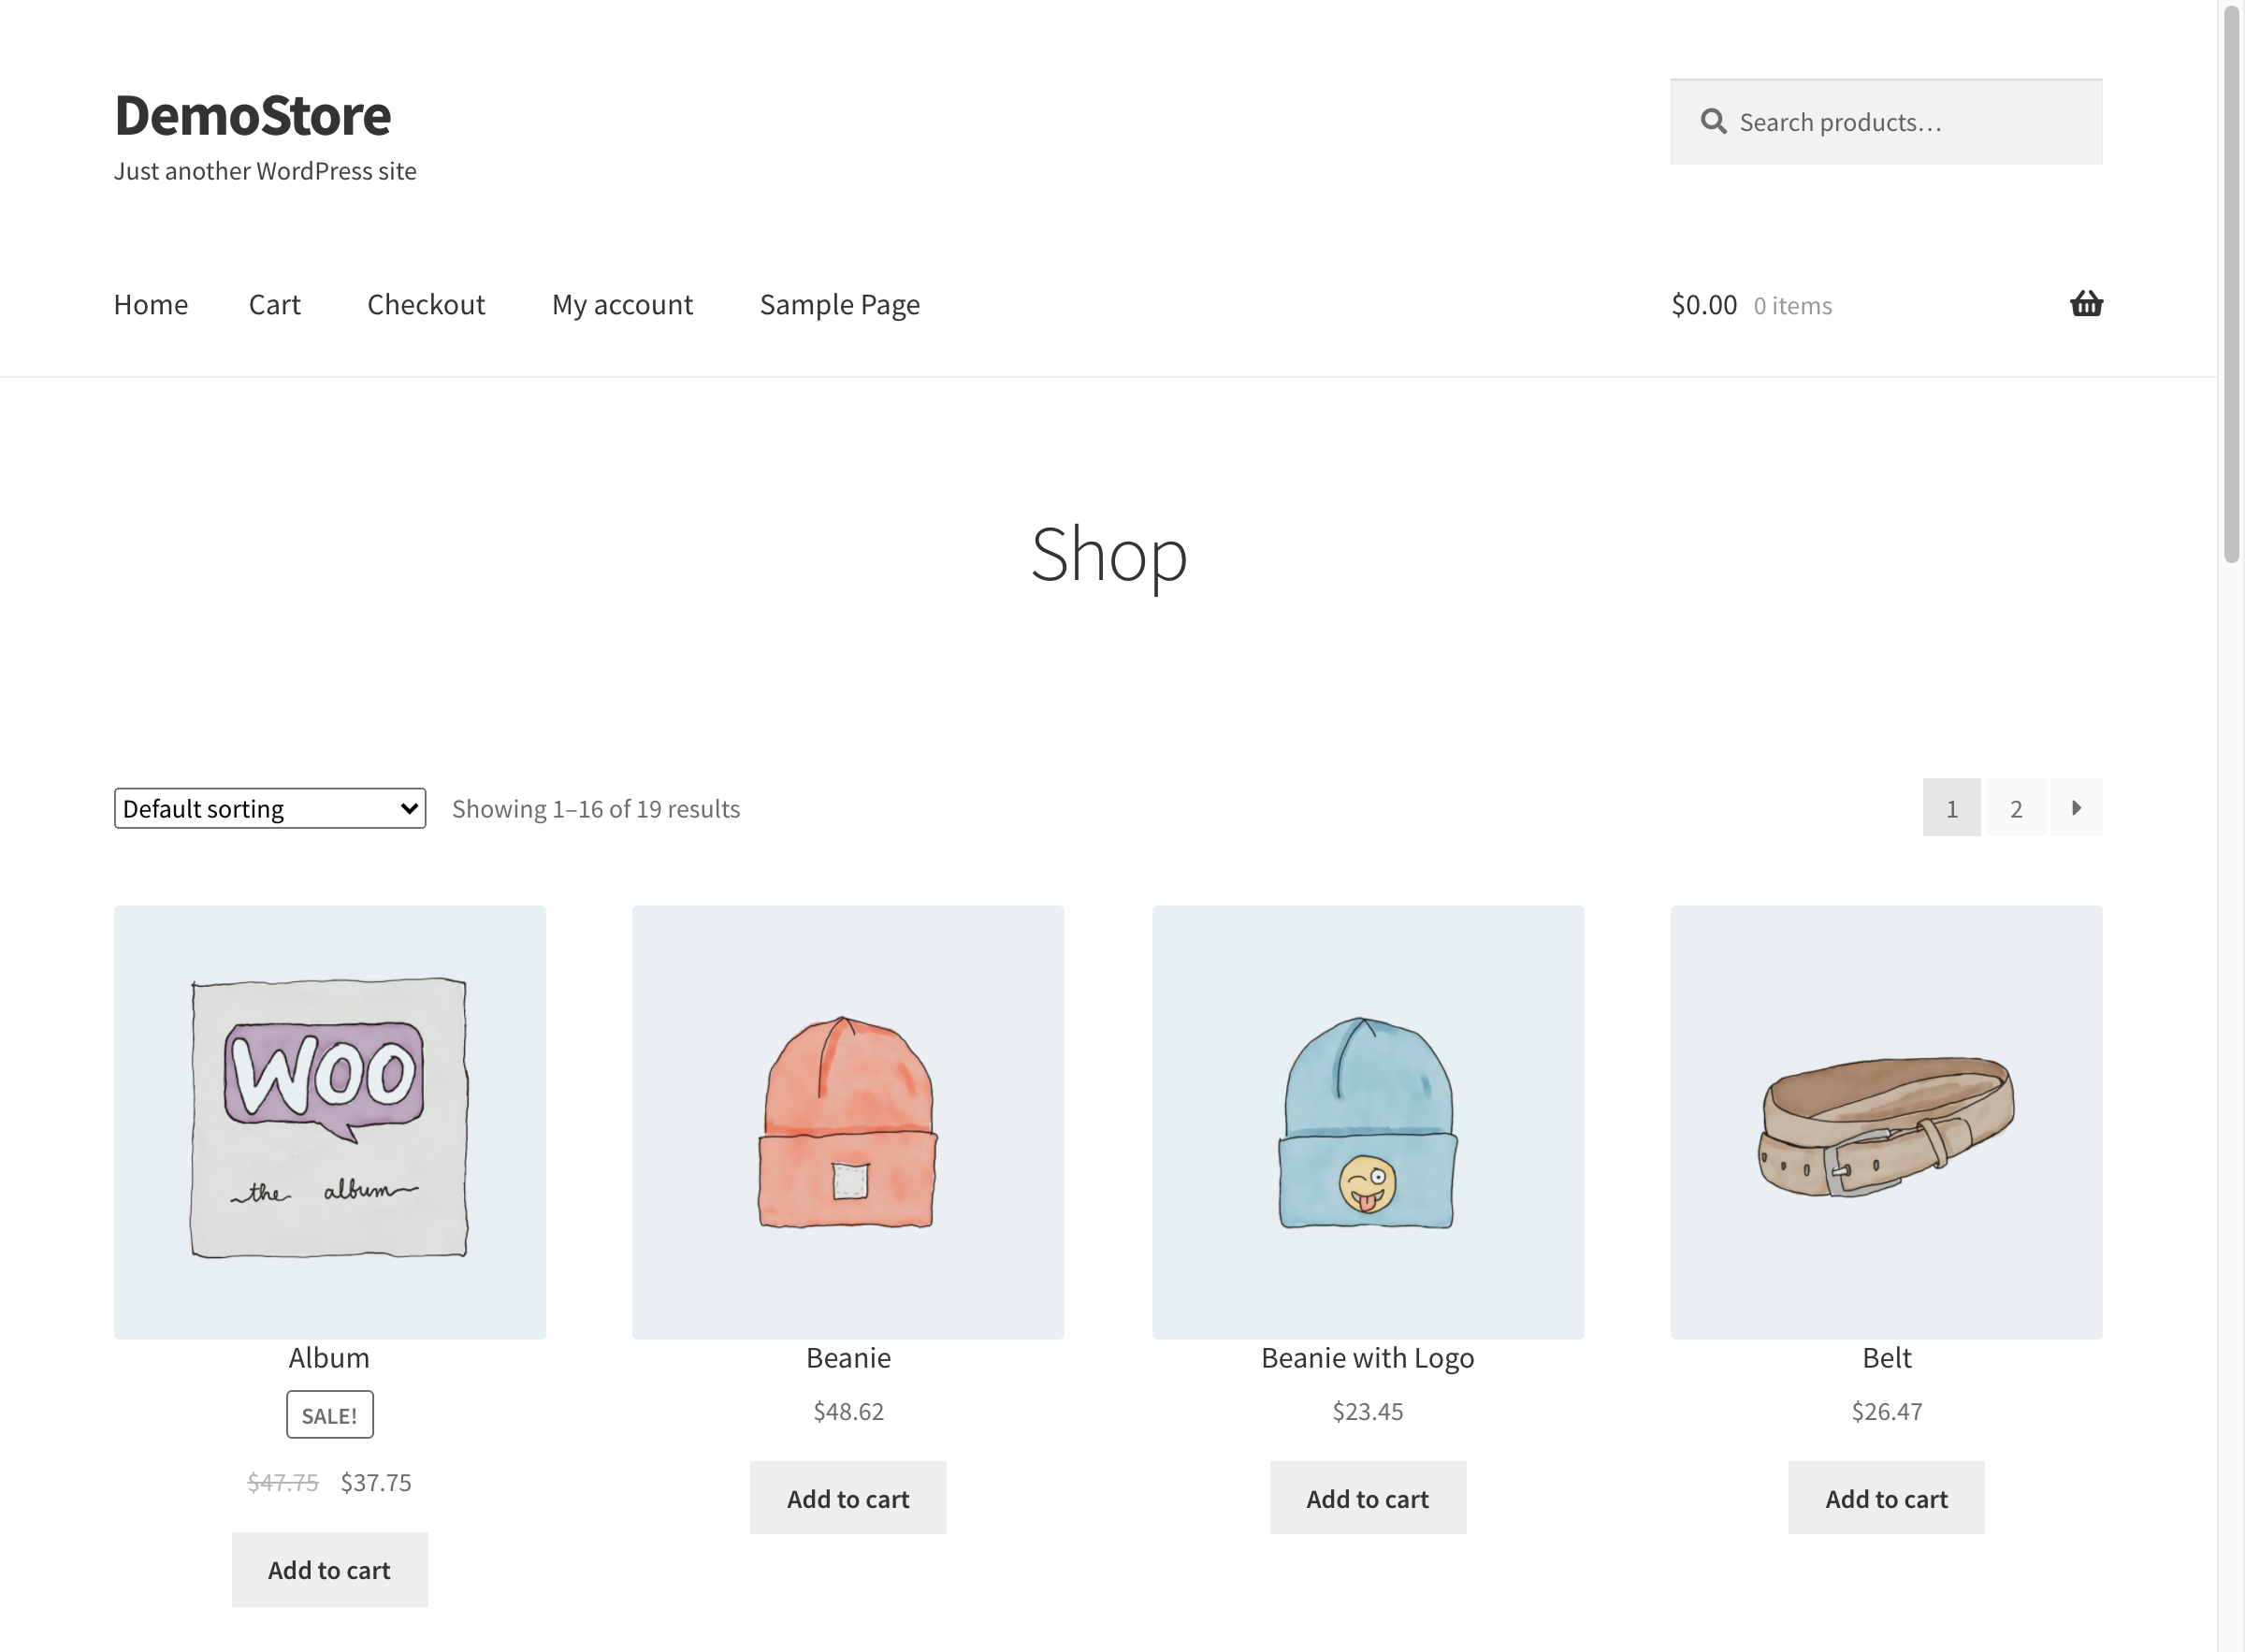 DemoStore
Just another WordPress site
Search products…
Home Cart Checkout My account Sample Page
$0.00 0 items
Shop
Default sorting Showing 1–16 of 19 results 1 2
WOO
the album
Album
SALE!
$47.75 $37.75
Add to cart
Beanie
$48.62
Add to cart
Beanie with Logo
$23.45
Add to cart
Belt
$26.47
Add to cart